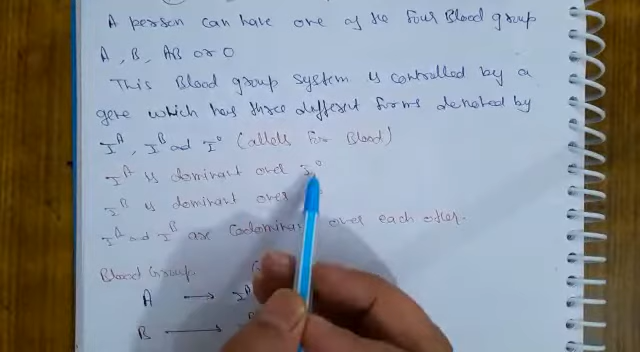 A person can have one of the four Blood group
A, B, AB or O
This Blood group system is controlled by a
gene which has three different forms denoted by
I^A, I^B and I^o (allels for Blood)
I^A is dominant over I^o
I^B is dominant over
I^A and I^B are Codominan over each other.
Blood Group.
A → I^A
B →